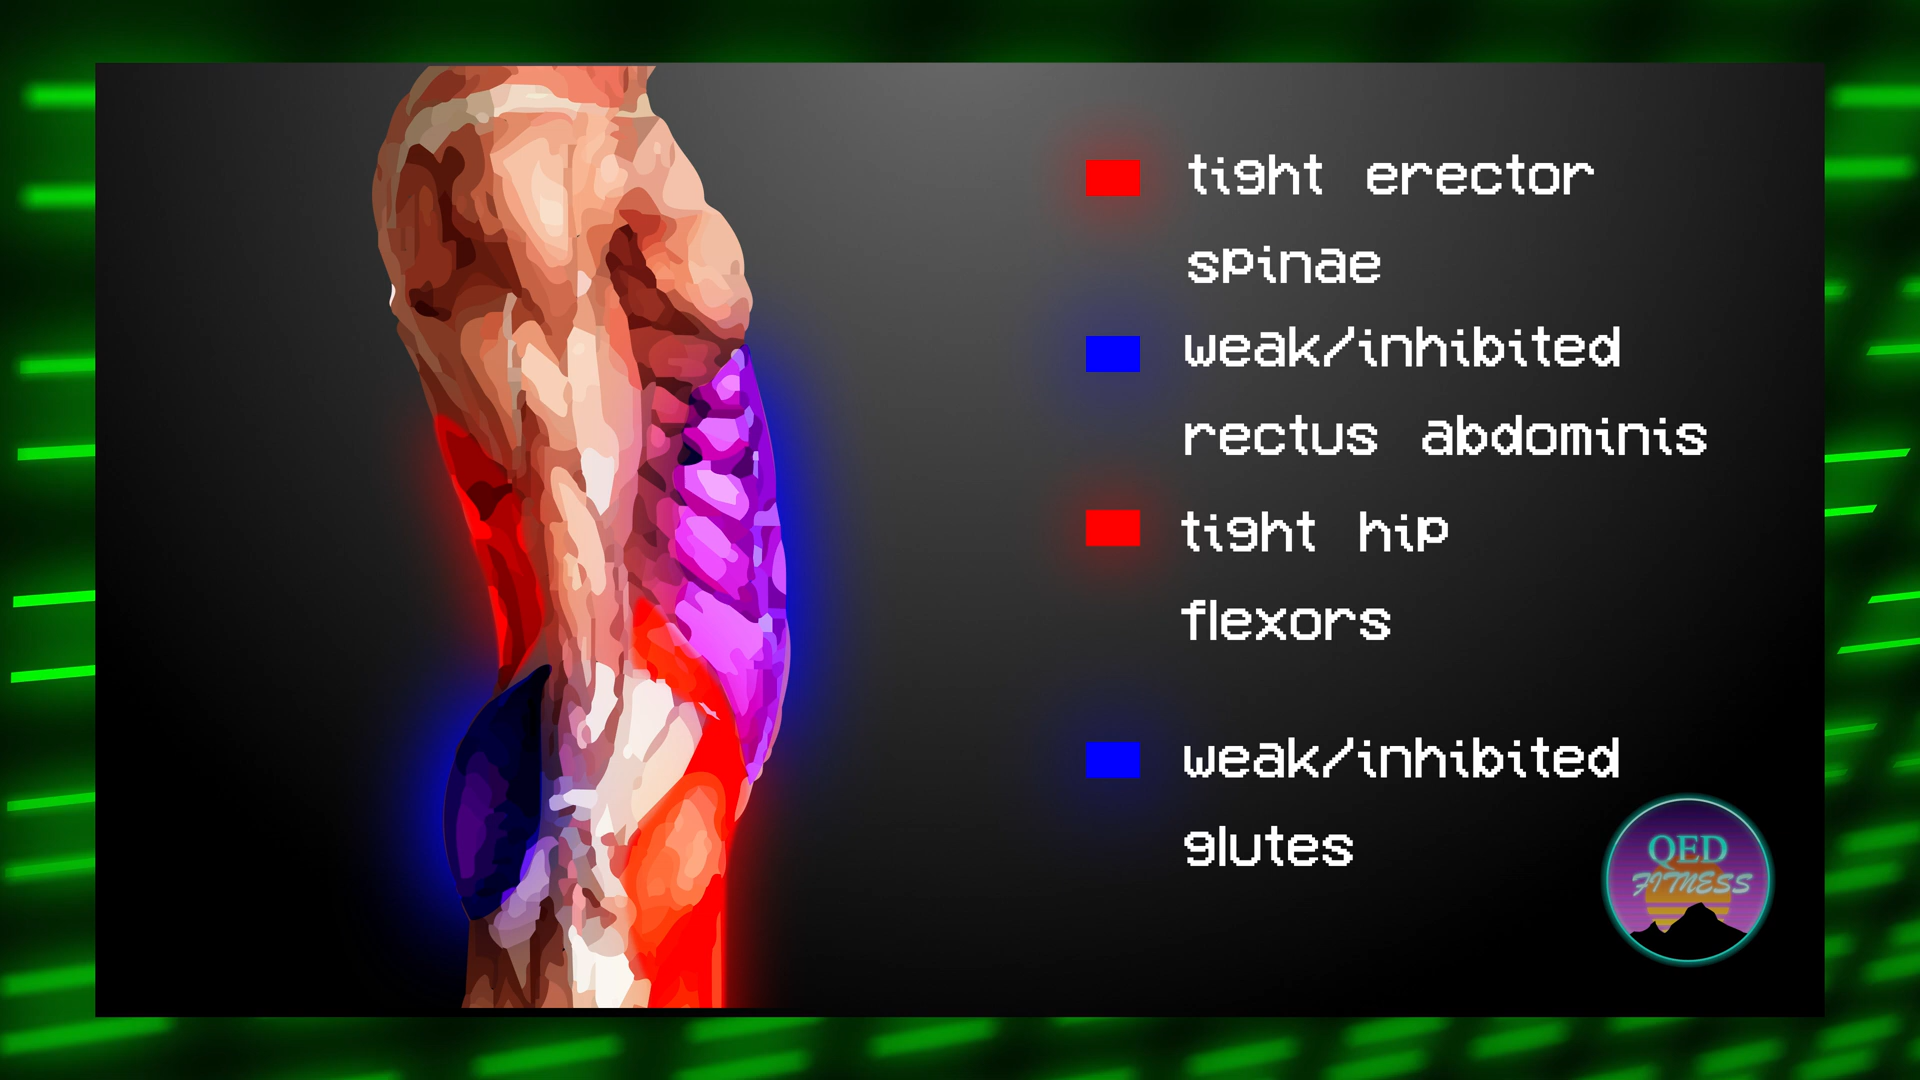 tight erector
spinae
weak/inhibited
rectus abdominis
tight hip
flexors
weak/inhibited
glutes
QED
FITNESS